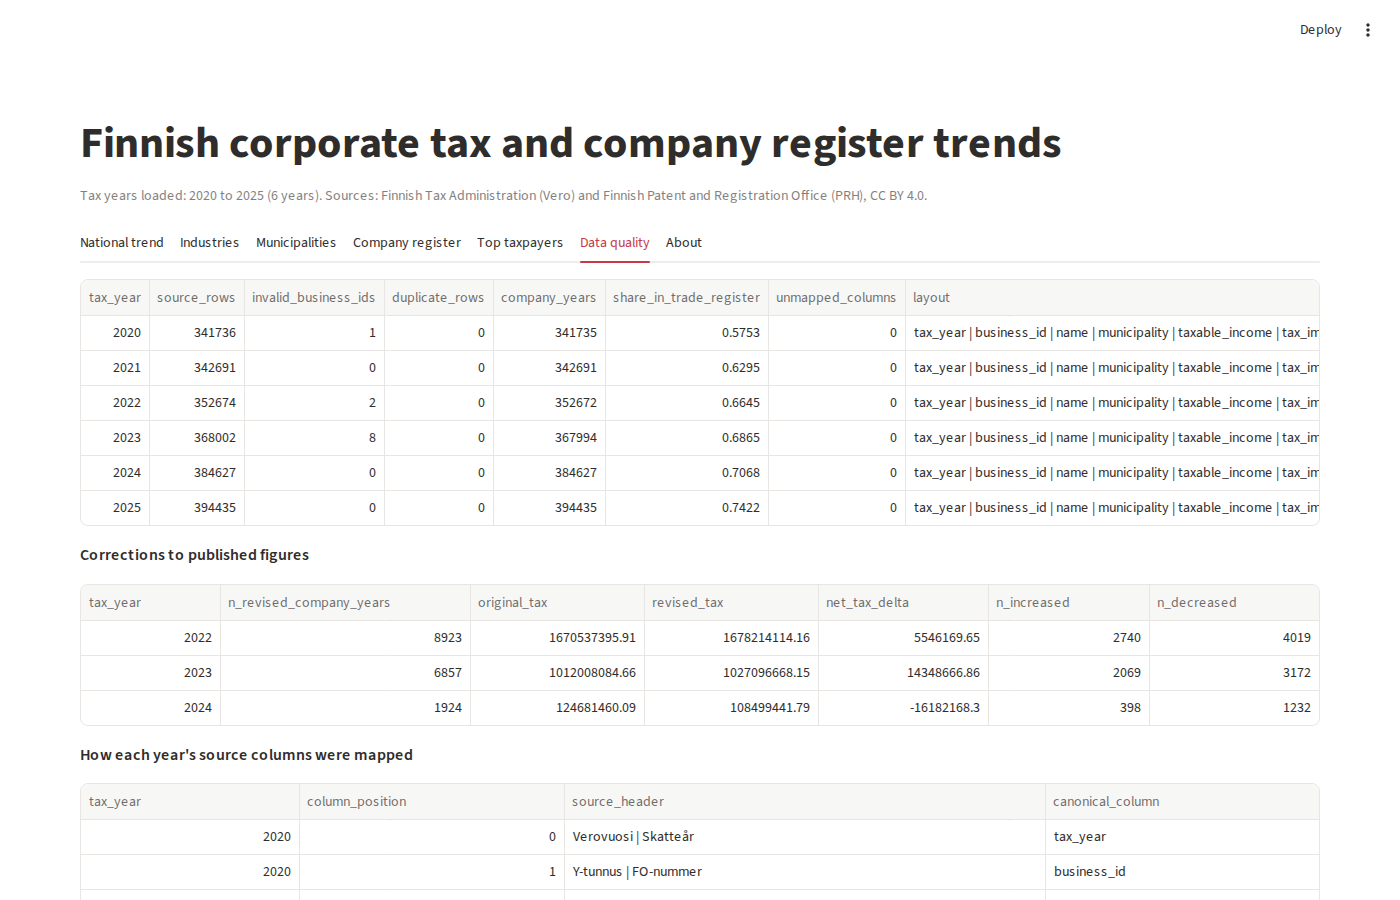 Deploy
Finnish corporate tax and company register trends
Tax years loaded: 2020 to 2025 (6 years). Sources: Finnish Tax Administration (Vero) and Finnish Patent and Registration Office (PRH), CC BY 4.0.
National trend Industries Municipalities Company register Top taxpayers Data quality About
tax_year source_rows invalid_business_ids duplicate_rows company_years share_in_trade_register unmapped_columns layout
2020 341736 1 0 341735 0.5753 0 tax_year | business_id | name | municipality | taxable_income | tax_im
2021 342691 0 0 342691 0.6295 0 tax_year | business_id | name | municipality | taxable_income | tax_im
2022 352674 2 0 352672 0.6645 0 tax_year | business_id | name | municipality | taxable_income | tax_im
2023 368002 8 0 367994 0.6865 0 tax_year | business_id | name | municipality | taxable_income | tax_im
2024 384627 0 0 384627 0.7068 0 tax_year | business_id | name | municipality | taxable_income | tax_im
2025 394435 0 0 394435 0.7422 0 tax_year | business_id | name | municipality | taxable_income | tax_im
Corrections to published figures
tax_year n_revised_company_years original_tax revised_tax net_tax_delta n_increased n_decreased
2022 8923 1670537395.91 1678214114.16 5546169.65 2740 4019
2023 6857 1012008084.66 1027096668.15 14348666.86 2069 3172
2024 1924 124681460.09 108499441.79 -16182168.3 398 1232
How each year's source columns were mapped
tax_year column_position source_header canonical_column
2020 0 Verovuosi | Skatteår tax_year
2020 1 Y-tunnus | FO-nummer business_id